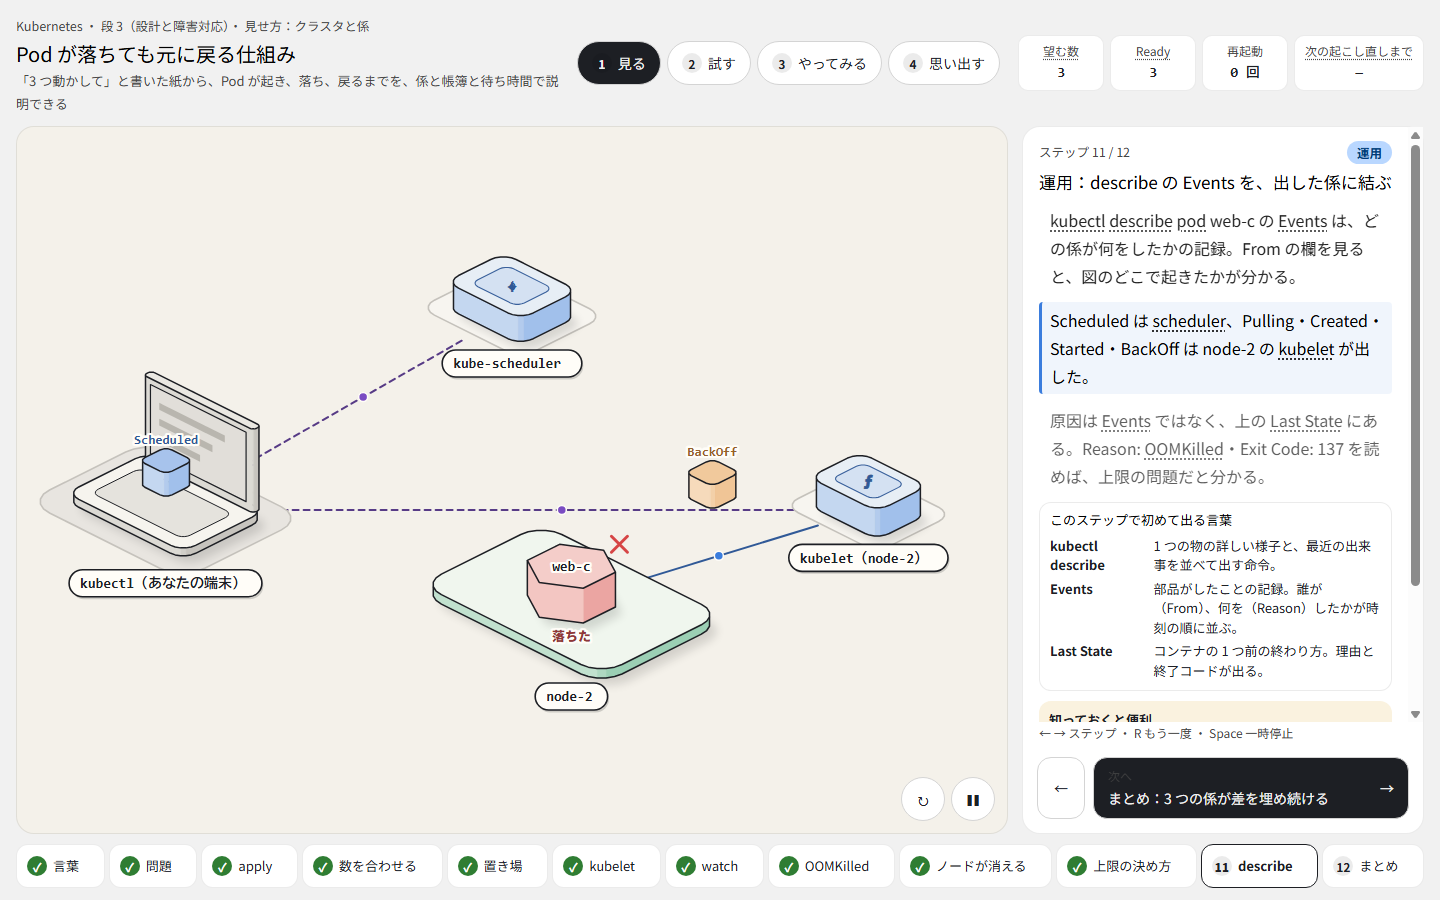 Kubernetes ・ 段 3（設計と障害対応）・ 見せ方：クラスタと係
Pod が落ちても元に戻る仕組み
「3 つ動かして」と書いた紙から、Pod が起き、落ち、戻るまでを、係と帳簿と待ち時間で説
明できる
1 見る
2 試す
3 やってみる
4 思い出す
望む数
3
Ready
3
再起動
0 回
次の起こし直しまで
—
kube-scheduler
Scheduled
kubectl（あなたの端末）
BackOff
kubelet（node-2）
web-c
落ちた
node-2
↻
ステップ 11 / 12
運用
運用：describe の Events を、出した係に結ぶ
kubectl describe pod web-c の Events は、ど
の係が何をしたかの記録。From の欄を見る
と、図のどこで起きたかが分かる。
Scheduled は scheduler、Pulling・Created・
Started・BackOff は node-2 の kubelet が出
した。
原因は Events ではなく、上の Last State にあ
る。Reason: OOMKilled・Exit Code: 137 を読
めば、上限の問題だと分かる。
このステップで初めて出る言葉
kubectl describe
1 つの物の詳しい様子と、最近の出来
事を並べて出す命令。
Events
部品がしたことの記録。誰が
（From）、何を（Reason）したかが時
刻の順に並ぶ。
Last State
コンテナの 1 つ前の終わり方。理由と
終了コードが出る。
知っておくと便利
← → ステップ ・ R もう一度 ・ Space 一時停止
←
次へ
まとめ：3 つの係が差を埋め続ける
→
✓ 言葉
✓ 問題
✓ apply
✓ 数を合わせる
✓ 置き場
✓ kubelet
✓ watch
✓ OOMKilled
✓ ノードが消える
✓ 上限の決め方
11 describe
12 まとめ